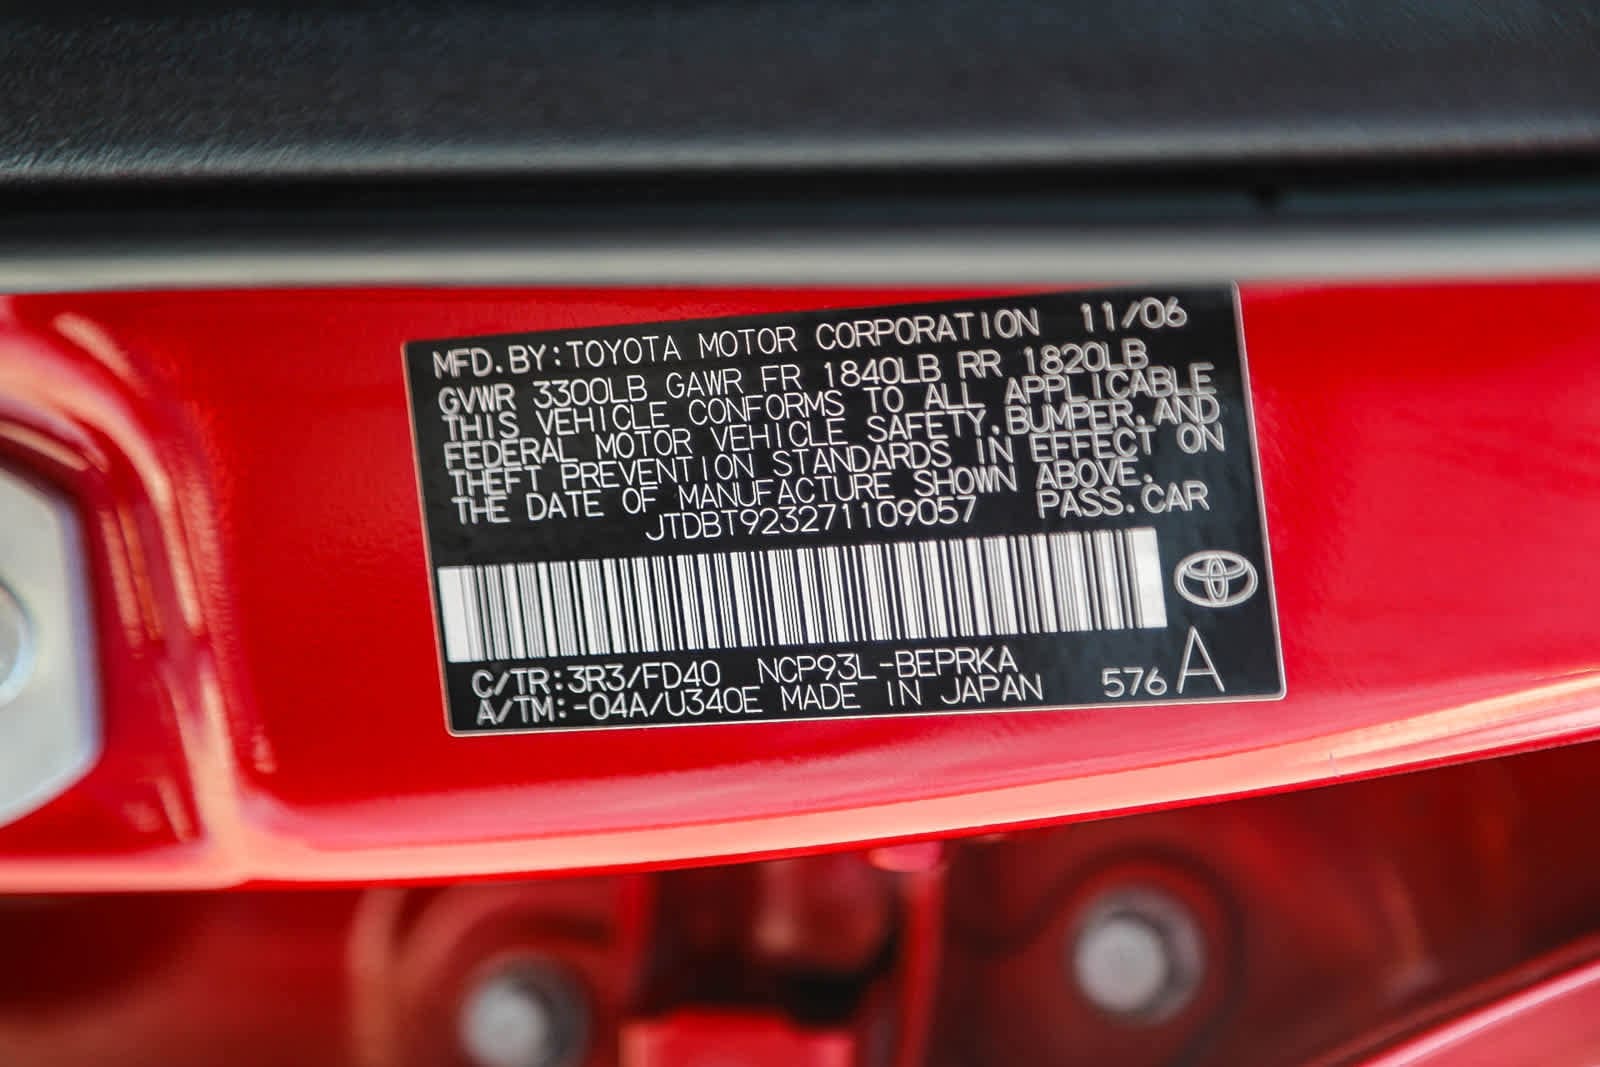 MFD.BY:TOYOTA MOTOR CORPORATION 11/06
GVWR 3300LB GAWR FR 1840LB RR 1820LB
THIS VEHICLE CONFORMS TO ALL APPLICABLE
FEDERAL MOTOR VEHICLE SAFETY,BUMPER,AND
THEFT PREVENTION STANDARDS IN EFFECT ON
THE DATE OF MANUFACTURE SHOWN ABOVE.
JTDBT923271109057 PASS.CAR
C/TR:3R3/FD40 NCP93L-BEPRKA
A/TM:-04A/U340E MADE IN JAPAN 576 A